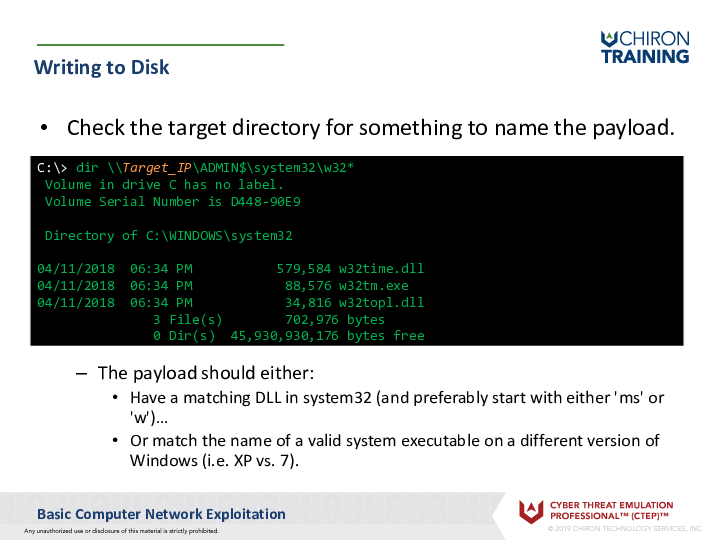 CHIRON
TRAINING
Writing to Disk
• Check the target directory for something to name the payload.
C:\> dir \\Target_IP\ADMIN$\system32\w32*
Volume in drive C has no label.
Volume Serial Number is D448-90E9
Directory of C:\WINDOWS\system32
04/11/2018  06:34 PM           579,584 w32time.dll
04/11/2018  06:34 PM            88,576 w32tm.exe
04/11/2018  06:34 PM            34,816 w32topl.dll
3 File(s)        702,976 bytes
0 Dir(s)  45,930,930,176 bytes free
– The payload should either:
• Have a matching DLL in system32 (and preferably start with either 'ms' or
'w')…
• Or match the name of a valid system executable on a different version of
Windows (i.e. XP vs. 7).
Basic Computer Network Exploitation
CYBER THREAT EMULATION
PROFESSIONAL™ (CTEP)™
Any unauthorized use or disclosure of this material is strictly prohibited.
© 2019 CHIRON TECHNOLOGY SERVICES, INC.